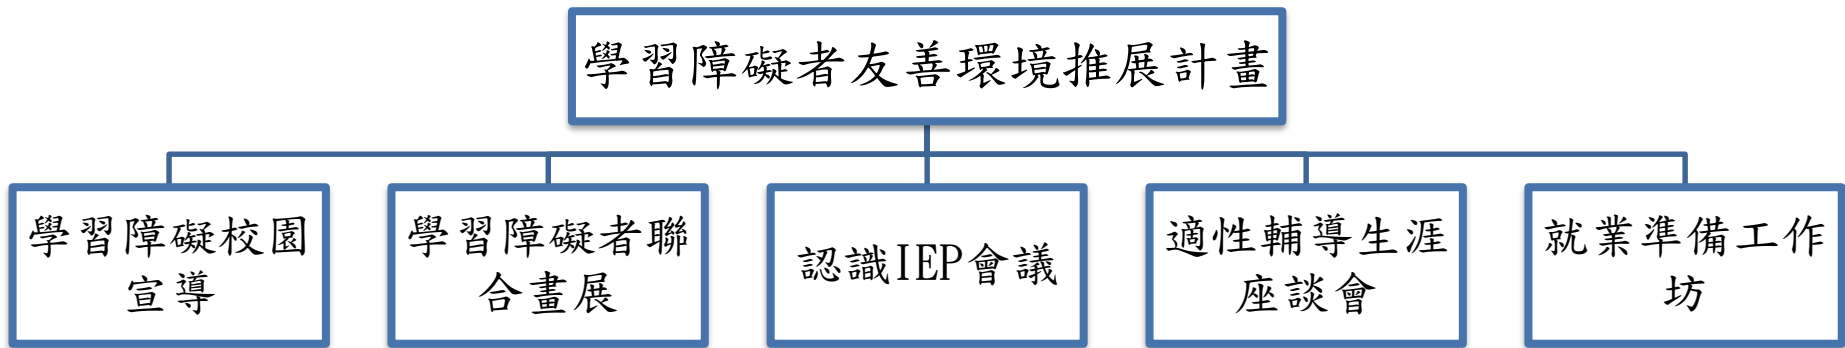 學習障礙者友善環境推展計畫
學習障礙校園
宣導
學習障礙者聯
合畫展
認識IEP會議
適性輔導生涯
座談會
就業準備工作
坊